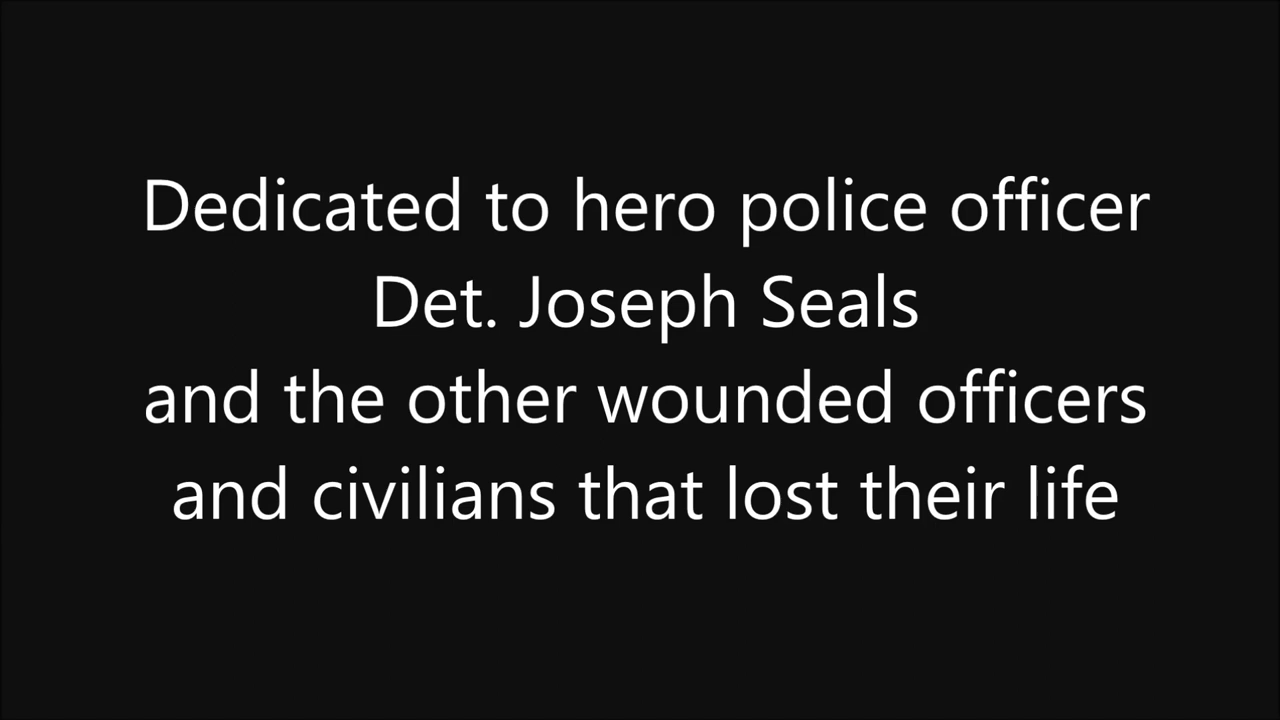 Dedicated to hero police officer
Det. Joseph Seals
and the other wounded officers
and civilians that lost their life